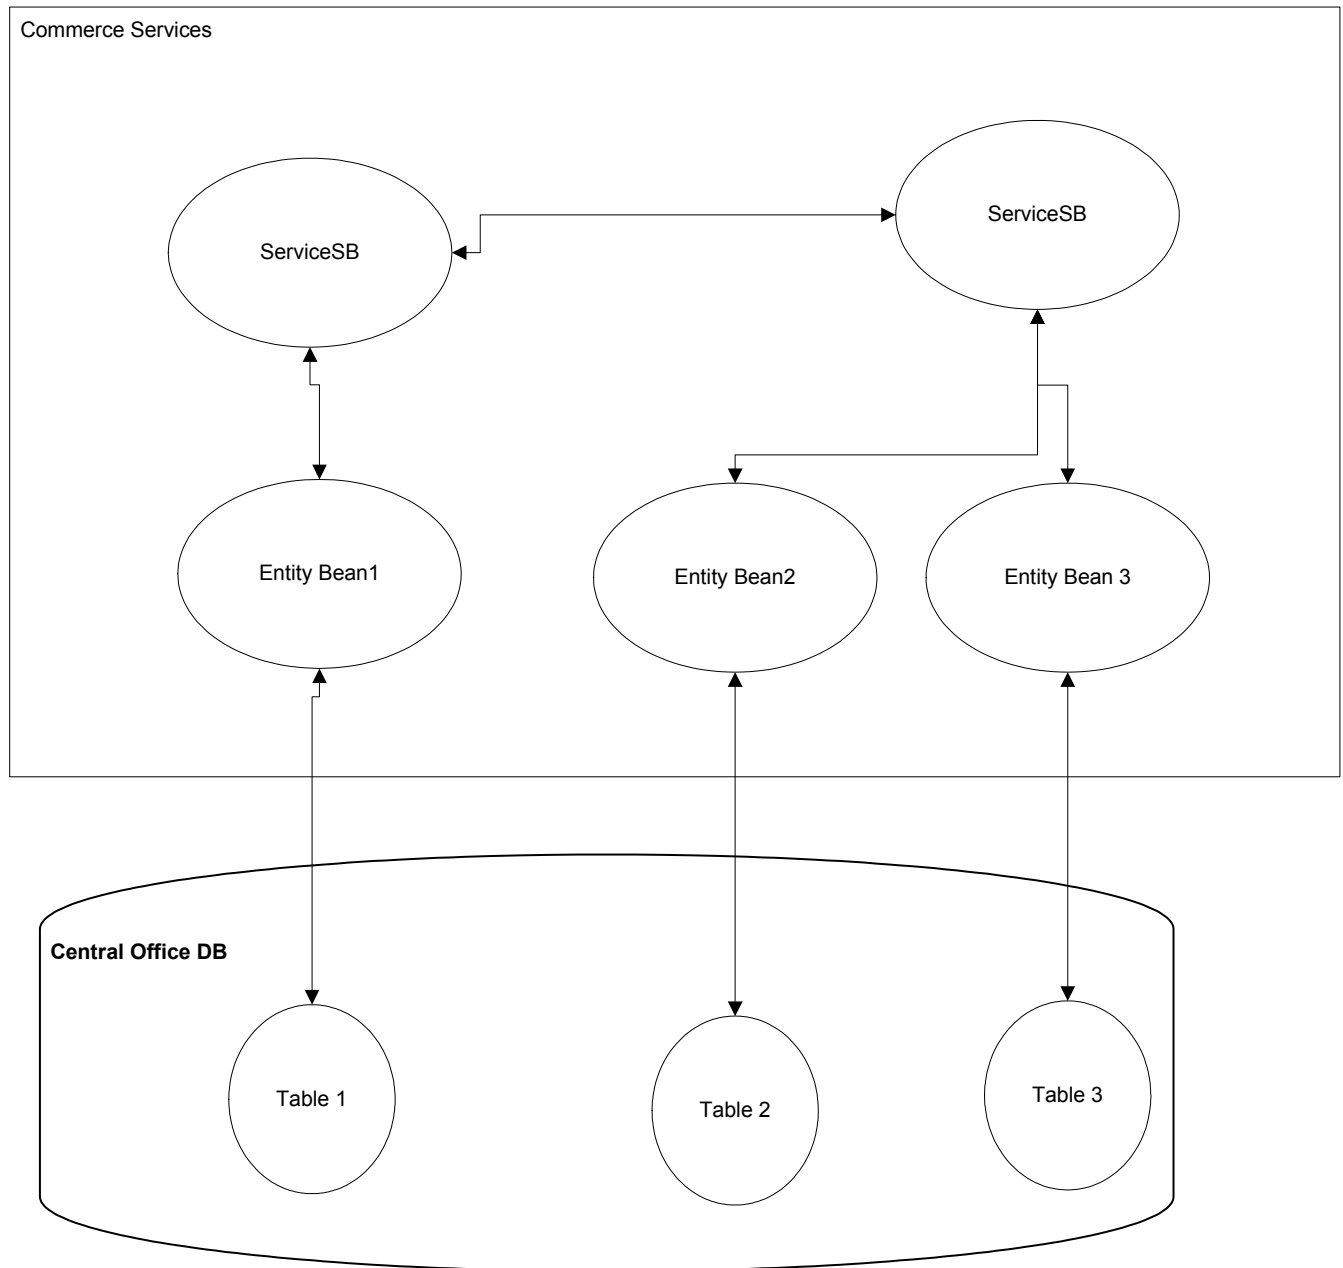 Commerce Services
ServiceSB
ServiceSB
Entity Bean1
Entity Bean2
Entity Bean 3
Central Office DB
Table 1
Table 2
Table 3